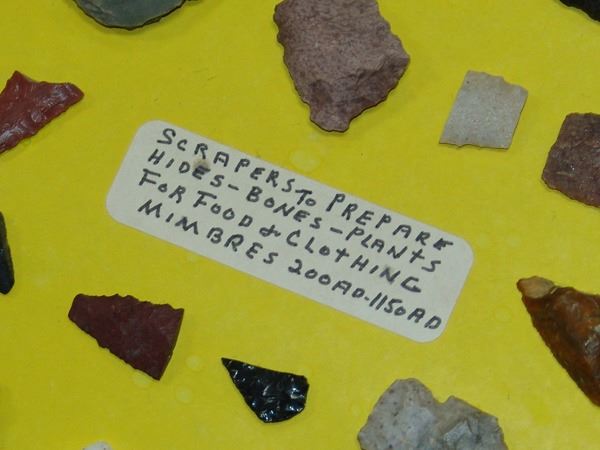 SCRAPERS TO PREPARE
HIDES - BONES - PLANTS
FOR FOOD & CLOTHING
MIMBRES 200AD-1150AD